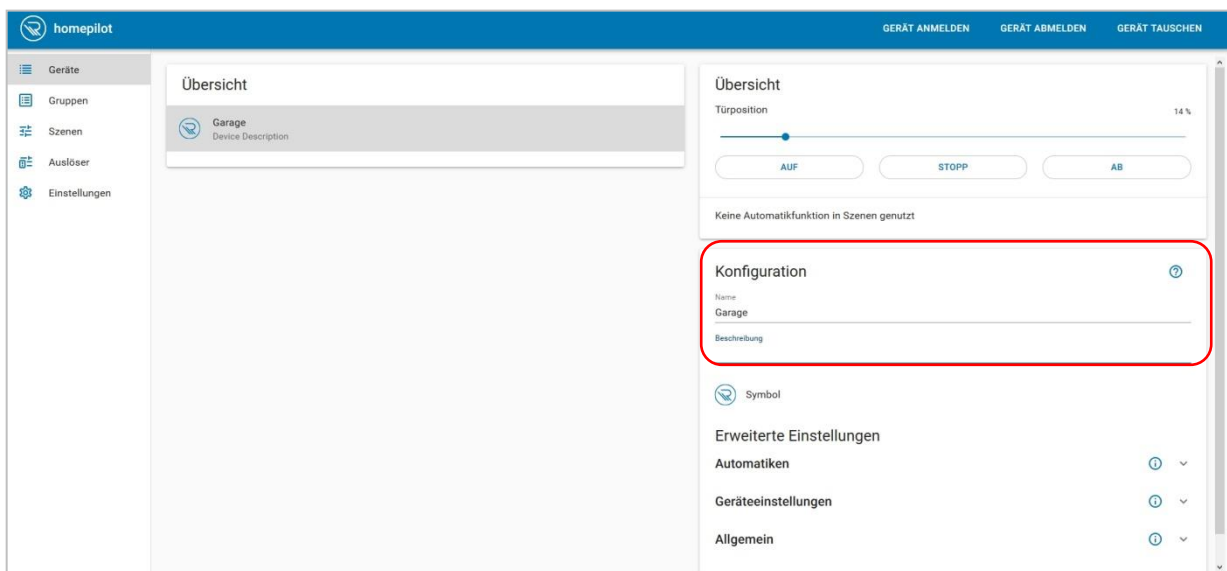 homepilot
GERÄT ANMELDEN
GERÄT ABMELDEN
GERÄT TAUSCHEN
Geräte
Gruppen
Szenen
Auslöser
Einstellungen
Übersicht
Garage
Device Description
Übersicht
Türposition 14 %
AUF STOPP AB
Keine Automatikfunktion in Szenen genutzt
Konfiguration
Name
Garage
Beschreibung
Symbol
Erweiterte Einstellungen
Automatiken
Geräteeinstellungen
Allgemein